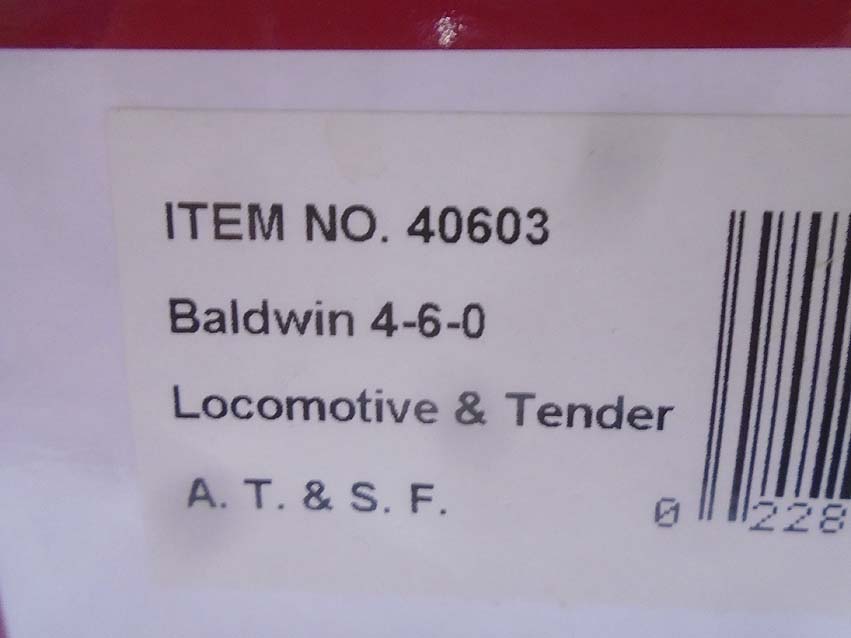 ITEM NO. 40603
Baldwin 4-6-0
Locomotive & Tender
A. T. & S. F.
0 228